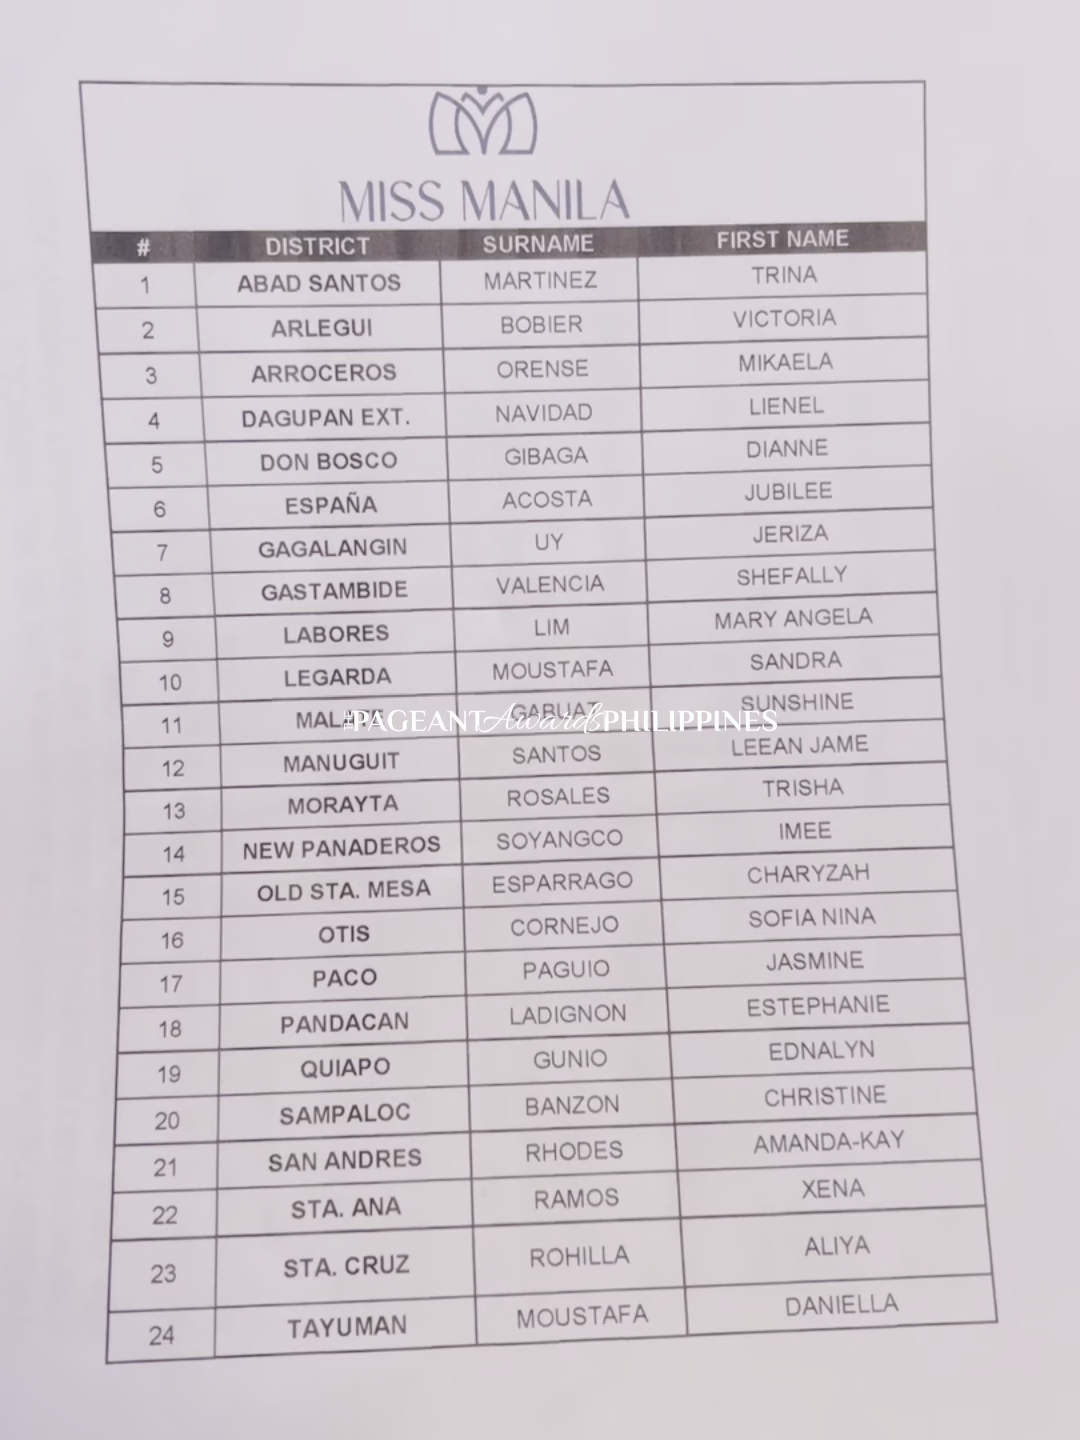 MISS MANILA
# DISTRICT SURNAME FIRST NAME
1 ABAD SANTOS MARTINEZ TRINA
2 ARLEGUI BOBIER VICTORIA
3 ARROCEROS ORENSE MIKAELA
4 DAGUPAN EXT. NAVIDAD LIENEL
5 DON BOSCO GIBAGA DIANNE
6 ESPAÑA ACOSTA JUBILEE
7 GAGALANGIN UY JERIZA
8 GASTAMBIDE VALENCIA SHEFALLY
9 LABORES LIM MARY ANGELA
10 LEGARDA MOUSTAFA SANDRA
11 SUNSHINE
THE PAGEANT Awards PHILIPPINES
12 MANUGUIT SANTOS LEEAN JAME
13 MORAYTA ROSALES TRISHA
14 NEW PANADEROS SOYANGCO IMEE
15 OLD STA. MESA ESPARRAGO CHARYZAH
16 OTIS CORNEJO SOFIA NINA
17 PACO PAGUIO JASMINE
18 PANDACAN LADIGNON ESTEPHANIE
19 QUIAPO GUNIO EDNALYN
20 SAMPALOC BANZON CHRISTINE
21 SAN ANDRES RHODES AMANDA-KAY
22 STA. ANA RAMOS XENA
23 STA. CRUZ ROHILLA ALIYA
24 TAYUMAN MOUSTAFA DANIELLA